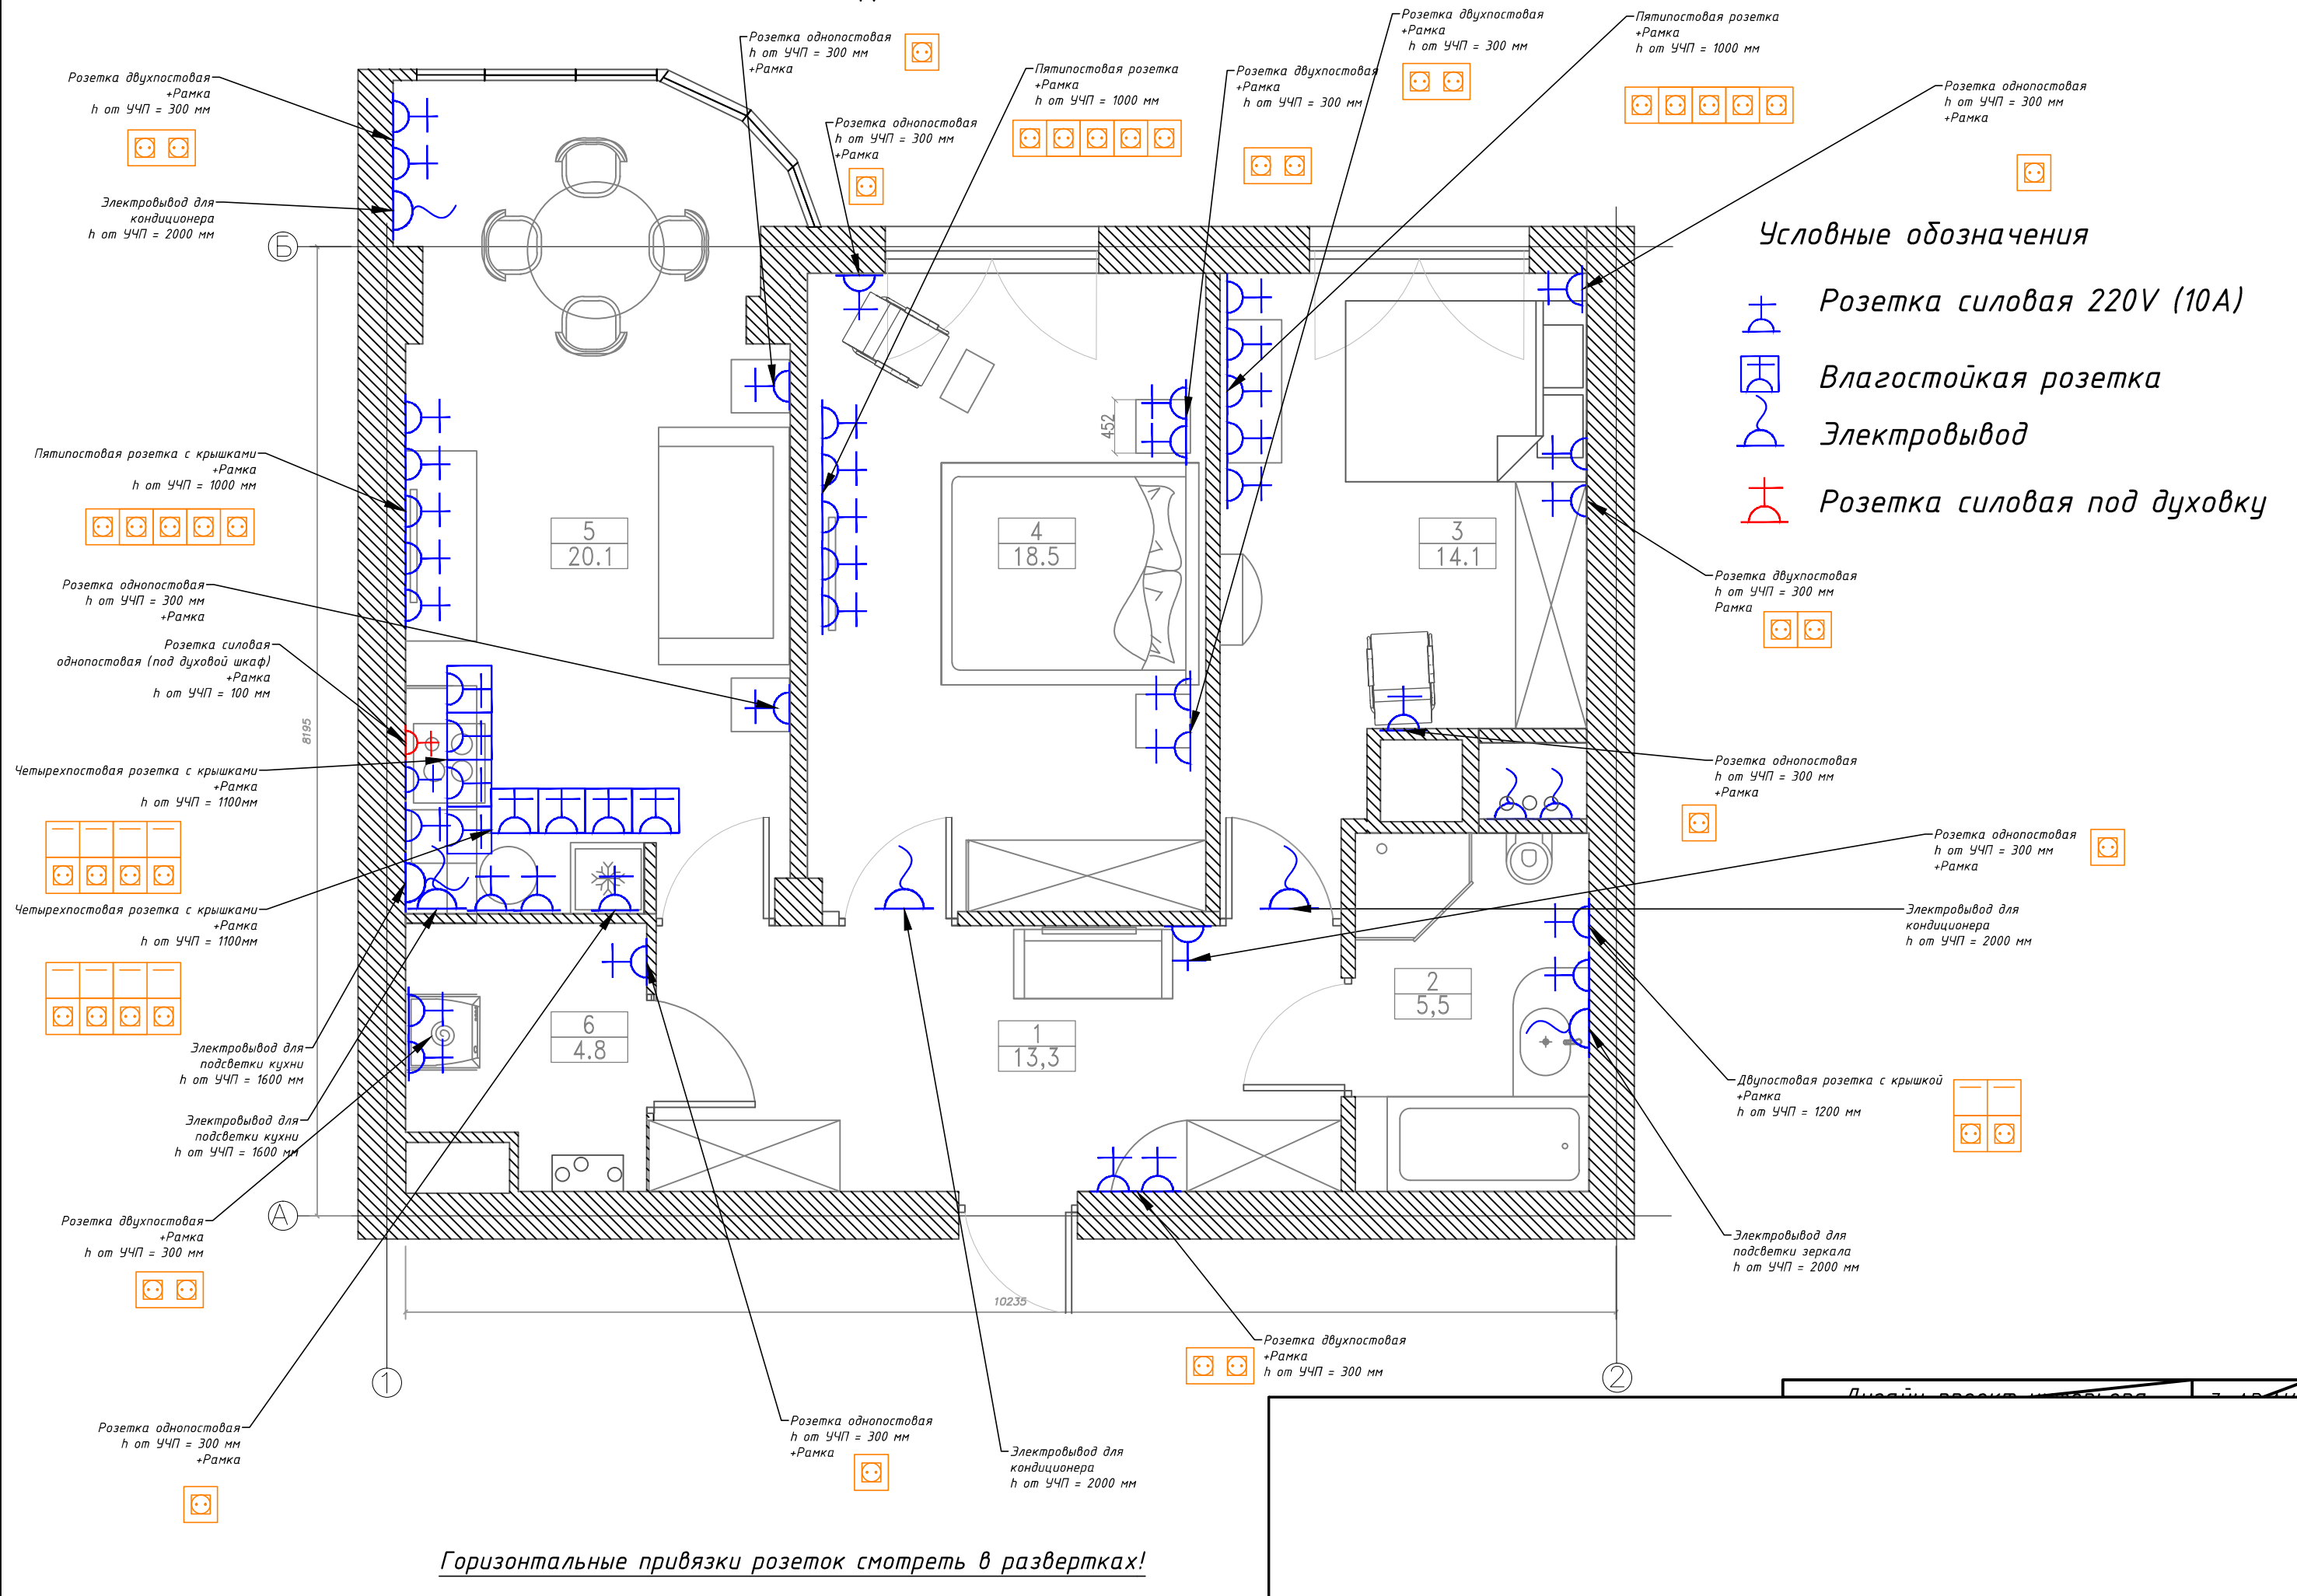 Розетка двухпостовая
+Рамка
h от УЧП = 300 мм
Электровывод для
кондиционера
h от УЧП = 2000 мм
Розетка однопостовая
h от УЧП = 300 мм
+Рамка
Розетка однопостовая
h от УЧП = 300 мм
+Рамка
Пятипостовая розетка
+Рамка
h от УЧП = 1000 мм
Розетка двухпостовая
+Рамка
h от УЧП = 300 мм
Розетка двухпостовая
+Рамка
h от УЧП = 300 мм
Пятипостовая розетка
+Рамка
h от УЧП = 1000 мм
Розетка однопостовая
h от УЧП = 300 мм
+Рамка
Условные обозначения
Розетка силовая 220V (10А)
Влагостойкая розетка
Электровывод
Розетка силовая под духовку
Б
452
5
20.1
4
18.5
3
14.1
Пятипостовая розетка с крышками
+Рамка
h от УЧП = 1000 мм
Розетка однопостовая
h от УЧП = 300 мм
+Рамка
Розетка силовая
однопостовая (под духовой шкаф)
+Рамка
h от УЧП = 100 мм
8195
Четырехпостовая розетка с крышками
+Рамка
h от УЧП = 1100мм
Четырехпостовая розетка с крышками
+Рамка
h от УЧП = 1100мм
Электровывод для
подсветки кухни
h от УЧП = 1600 мм
Электровывод для
подсветки кухни
h от УЧП = 1600 мм
Розетка двухпостовая
+Рамка
h от УЧП = 300 мм
Розетка однопостовая
h от УЧП = 300 мм
+Рамка
Розетка двухпостовая
h от УЧП = 300 мм
Рамка
Розетка однопостовая
h от УЧП = 300 мм
+Рамка
Розетка однопостовая
h от УЧП = 300 мм
+Рамка
Электровывод для
кондиционера
h от УЧП = 2000 мм
Двупостовая розетка с крышкой
+Рамка
h от УЧП = 1200 мм
Электровывод для
подсветки зеркала
h от УЧП = 2000 мм
6
4.8
1
13,3
2
5,5
А
10235
1
2
Розетка двухпостовая
+Рамка
h от УЧП = 300 мм
Розетка однопостовая
h от УЧП = 300 мм
+Рамка
Электровывод для
кондиционера
h от УЧП = 2000 мм
Горизонтальные привязки розеток смотреть в развертках!